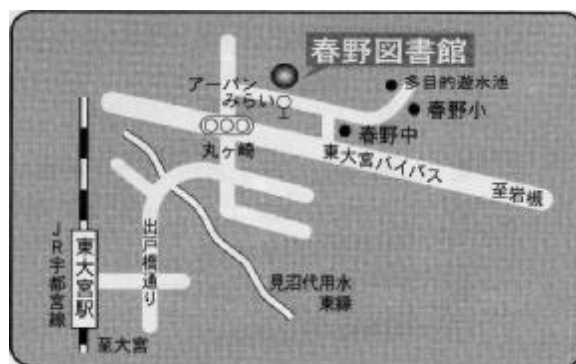 春野図書館
アーバン
みらい
多目的遊水池
春野小
春野中
丸ヶ崎
東大宮バイパス
至岩槻
出戸橋通り
見沼代用水
東縁
JR宇都宮線
東大宮駅
至大宮